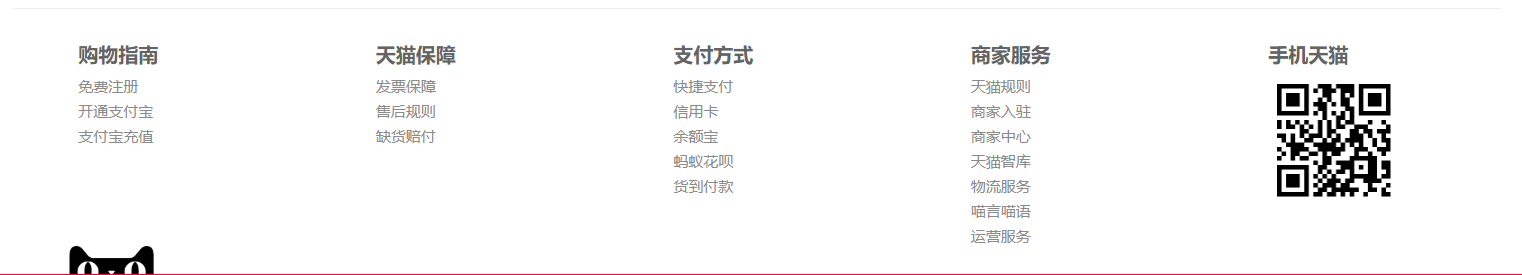 购物指南
免费注册
开通支付宝
支付宝充值
天猫保障
发票保障
售后规则
缺货赔付
支付方式
快捷支付
信用卡
余额宝
蚂蚁花呗
货到付款
商家服务
天猫规则
商家入驻
商家中心
天猫智库
物流服务
喵言喵语
运营服务
手机天猫